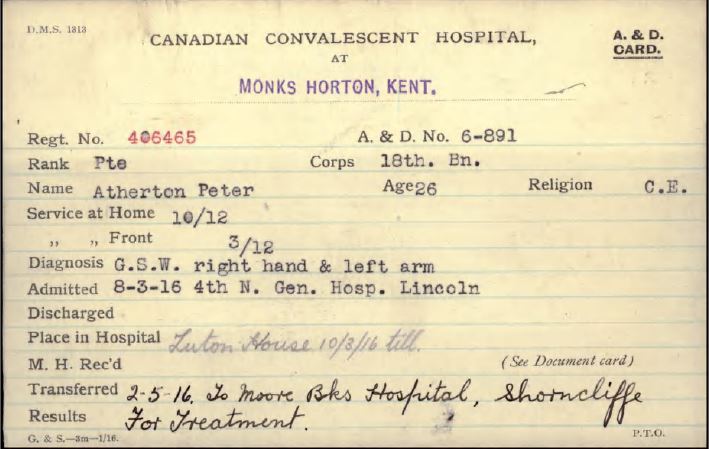 D.M.S. 1313
CANADIAN CONVALESCENT HOSPITAL,
A. & D.
CARD.
AT
MONKS HORTON, KENT.
Regt. No. 406465 A. & D. No. 6-891
Rank Pte Corps 18th. Bn.
Name Atherton Peter Age 26 Religion C.E.
Service at Home 10/12
„ „ Front 3/12
Diagnosis G.S.W. right hand & left arm
Admitted 8-3-16 4th N. Gen. Hosp. Lincoln
Discharged
Place in Hospital Luton House 10/3/16 till.
M. H. Rec'd (See Document card)
Transferred 2-5-16. To Moore Bks Hospital, Shorncliffe
Results For Treatment.
G. & S.—3m—1/16. P.T.O.